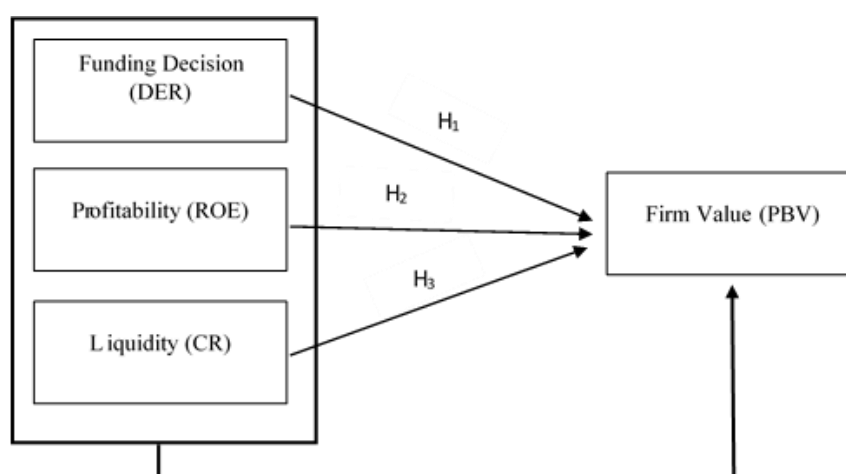 Funding Decision
(DER)
H₁
Profitability (ROE)
H₂
Firm Value (PBV)
H₃
Liquidity (CR)